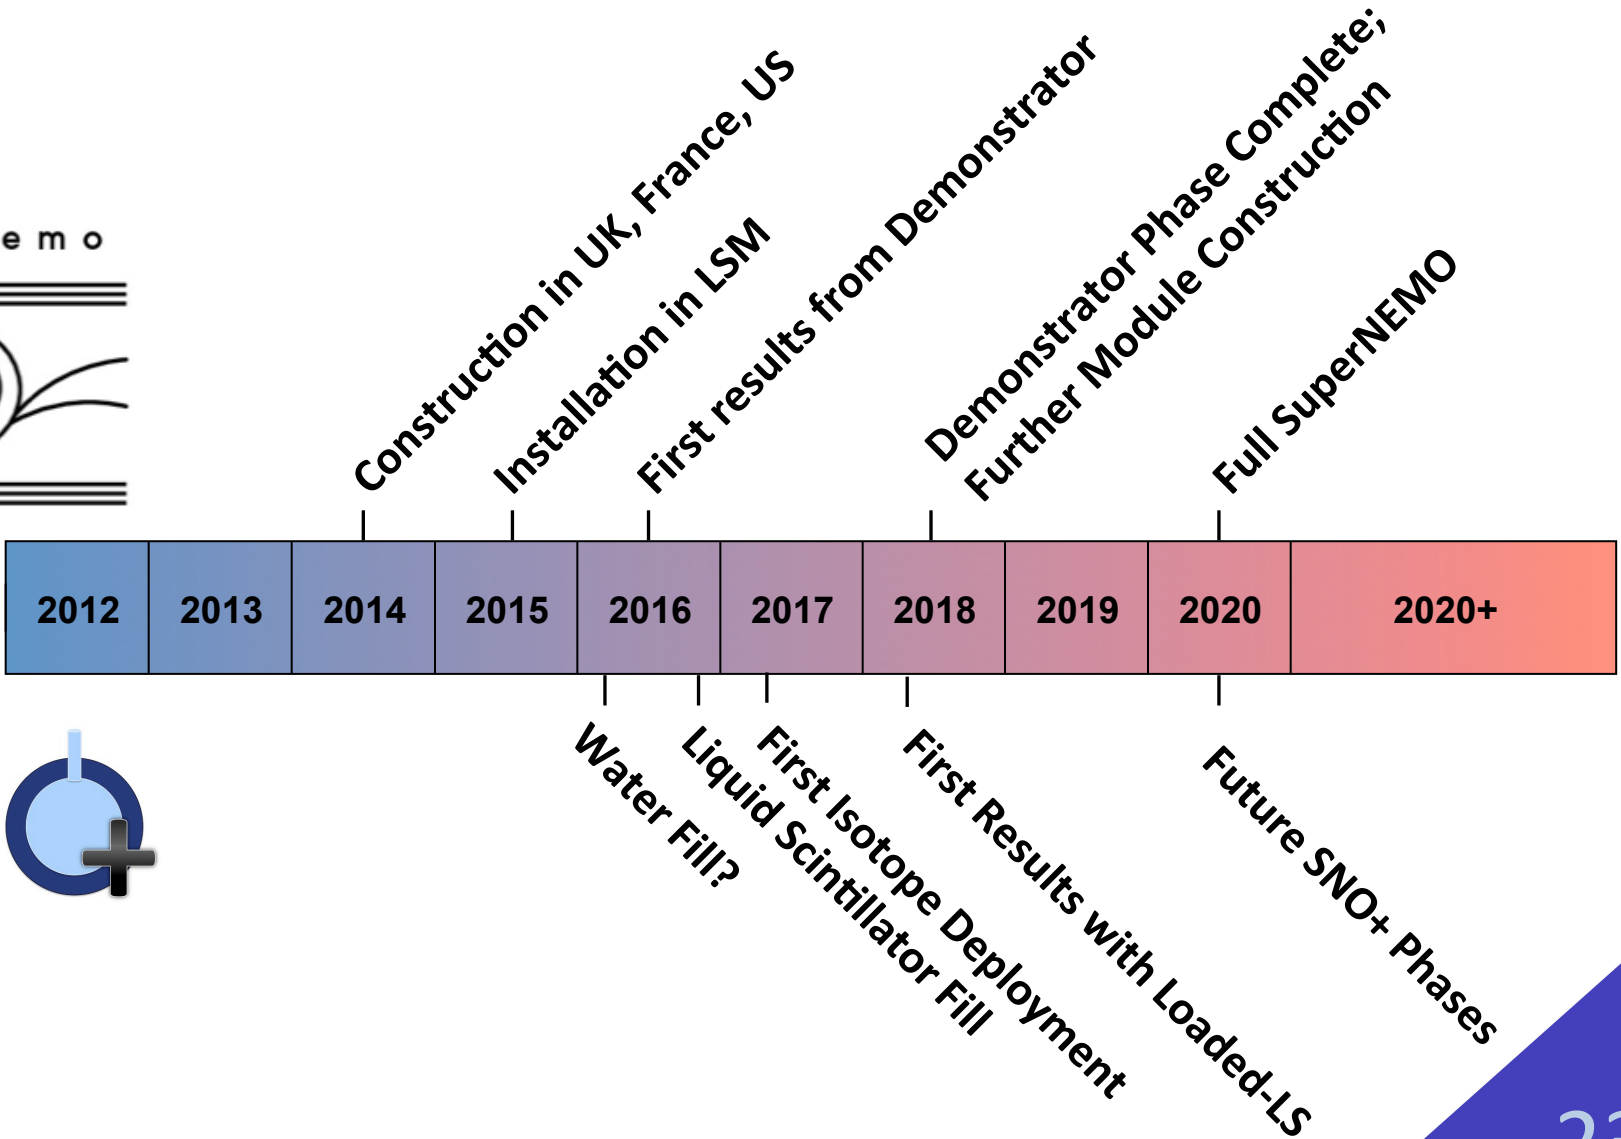 Construction in UK, France, US
Installation in LSM
First results from Demonstrator
Demonstrator Phase Complete;
Further Module Construction
Full SuperNEMO
emo
2012
2013
2014
2015
2016
2017
2018
2019
2020
2020+
Water Fill?
Liquid Scintillator Fill
First Isotope Deployment
First Results with Loaded-LS
Future SNO+ Phases